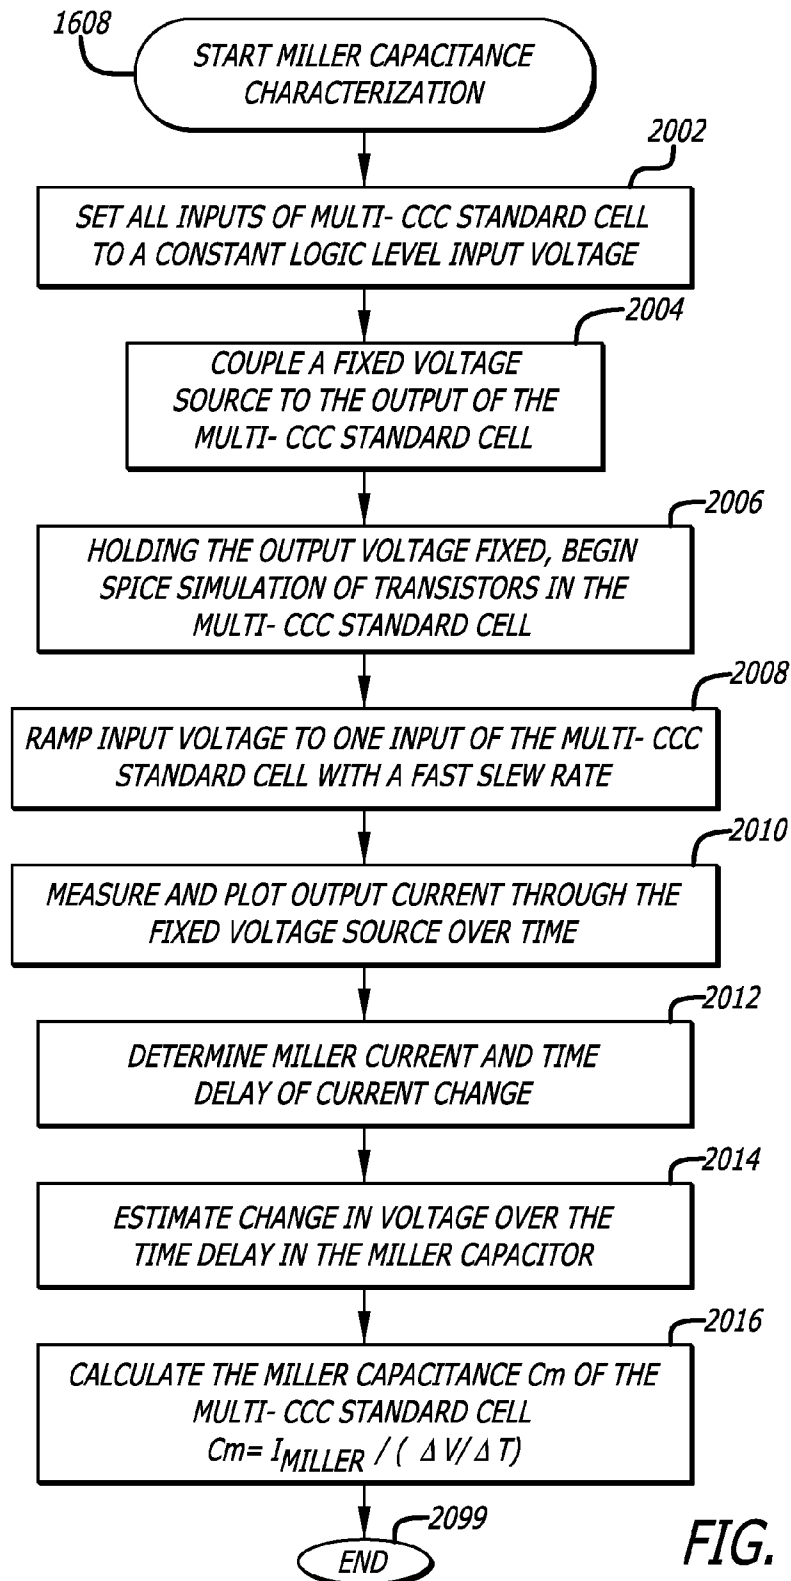 1608
START MILLER CAPACITANCE
CHARACTERIZATION
2002
SET ALL INPUTS OF MULTI- CCC STANDARD CELL
TO A CONSTANT LOGIC LEVEL INPUT VOLTAGE
2004
COUPLE A FIXED VOLTAGE
SOURCE TO THE OUTPUT OF THE
MULTI- CCC STANDARD CELL
2006
HOLDING THE OUTPUT VOLTAGE FIXED, BEGIN
SPICE SIMULATION OF TRANSISTORS IN THE
MULTI- CCC STANDARD CELL
2008
RAMP INPUT VOLTAGE TO ONE INPUT OF THE MULTI- CCC
STANDARD CELL WITH A FAST SLEW RATE
2010
MEASURE AND PLOT OUTPUT CURRENT THROUGH THE
FIXED VOLTAGE SOURCE OVER TIME
2012
DETERMINE MILLER CURRENT AND TIME
DELAY OF CURRENT CHANGE
2014
ESTIMATE CHANGE IN VOLTAGE OVER THE
TIME DELAY IN THE MILLER CAPACITOR
2016
CALCULATE THE MILLER CAPACITANCE Cm OF THE
MULTI- CCC STANDARD CELL
Cm= I MILLER / ( Δ V/ Δ T)
2099
END
FIG.